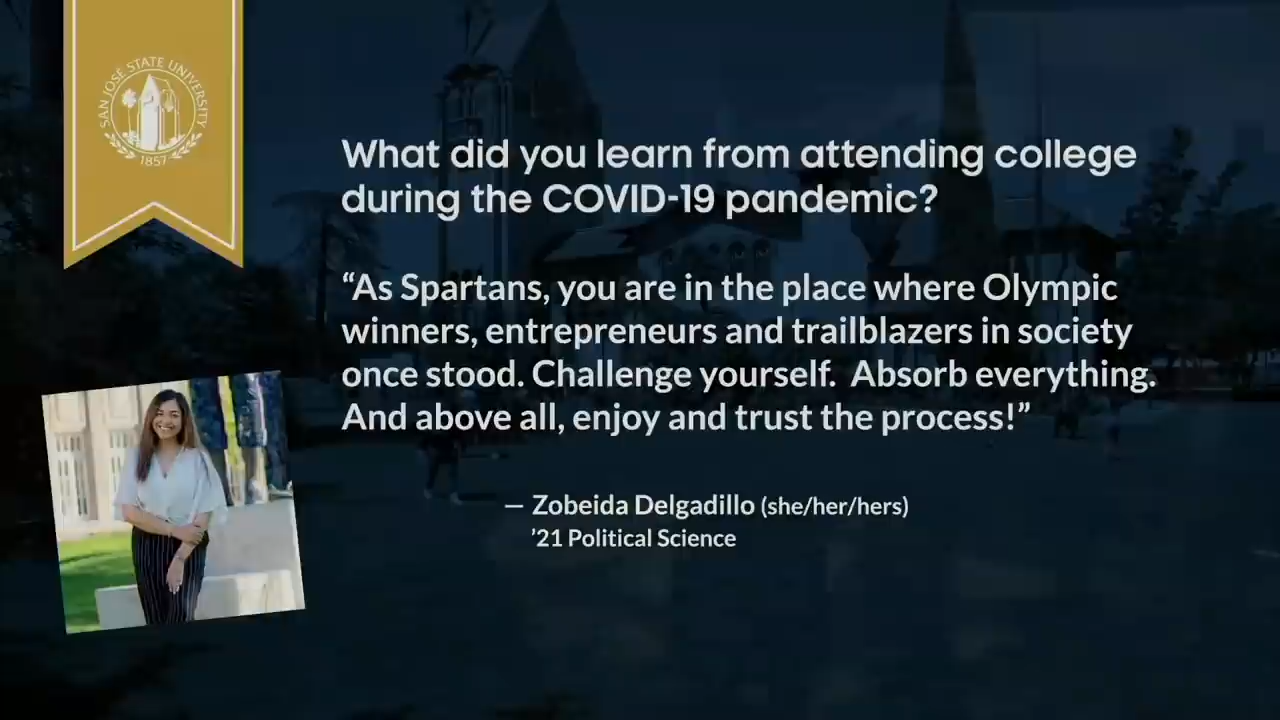 SAN JOSÉ STATE UNIVERSITY
1857
What did you learn from attending college
during the COVID-19 pandemic?
“As Spartans, you are in the place where Olympic
winners, entrepreneurs and trailblazers in society
once stood. Challenge yourself.  Absorb everything.
And above all, enjoy and trust the process!”
— Zobeida Delgadillo (she/her/hers)
’21 Political Science